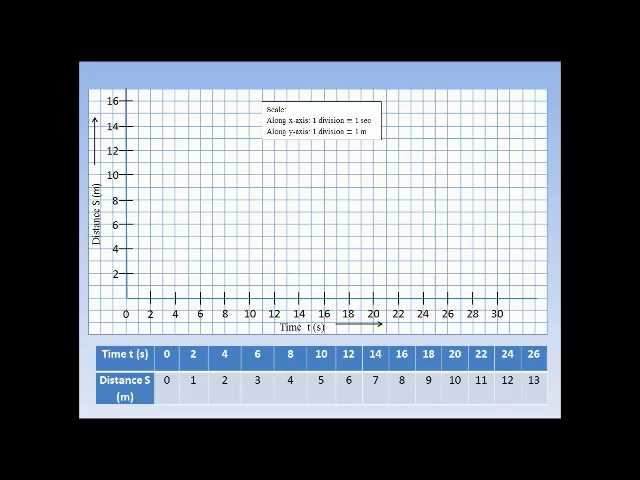 16
14
12
10
8
6
4
2
Distance S (m)
Scale:
Along x-axis: 1 division = 1 sec
Along y-axis: 1 division = 1 m
0 2 4 6 8 10 12 14 16 18 20 22 24 26 28 30
Time t (s)
Time t (s) 0 2 4 6 8 10 12 14 16 18 20 22 24 26
Distance S 0 1 2 3 4 5 6 7 8 9 10 11 12 13
(m)